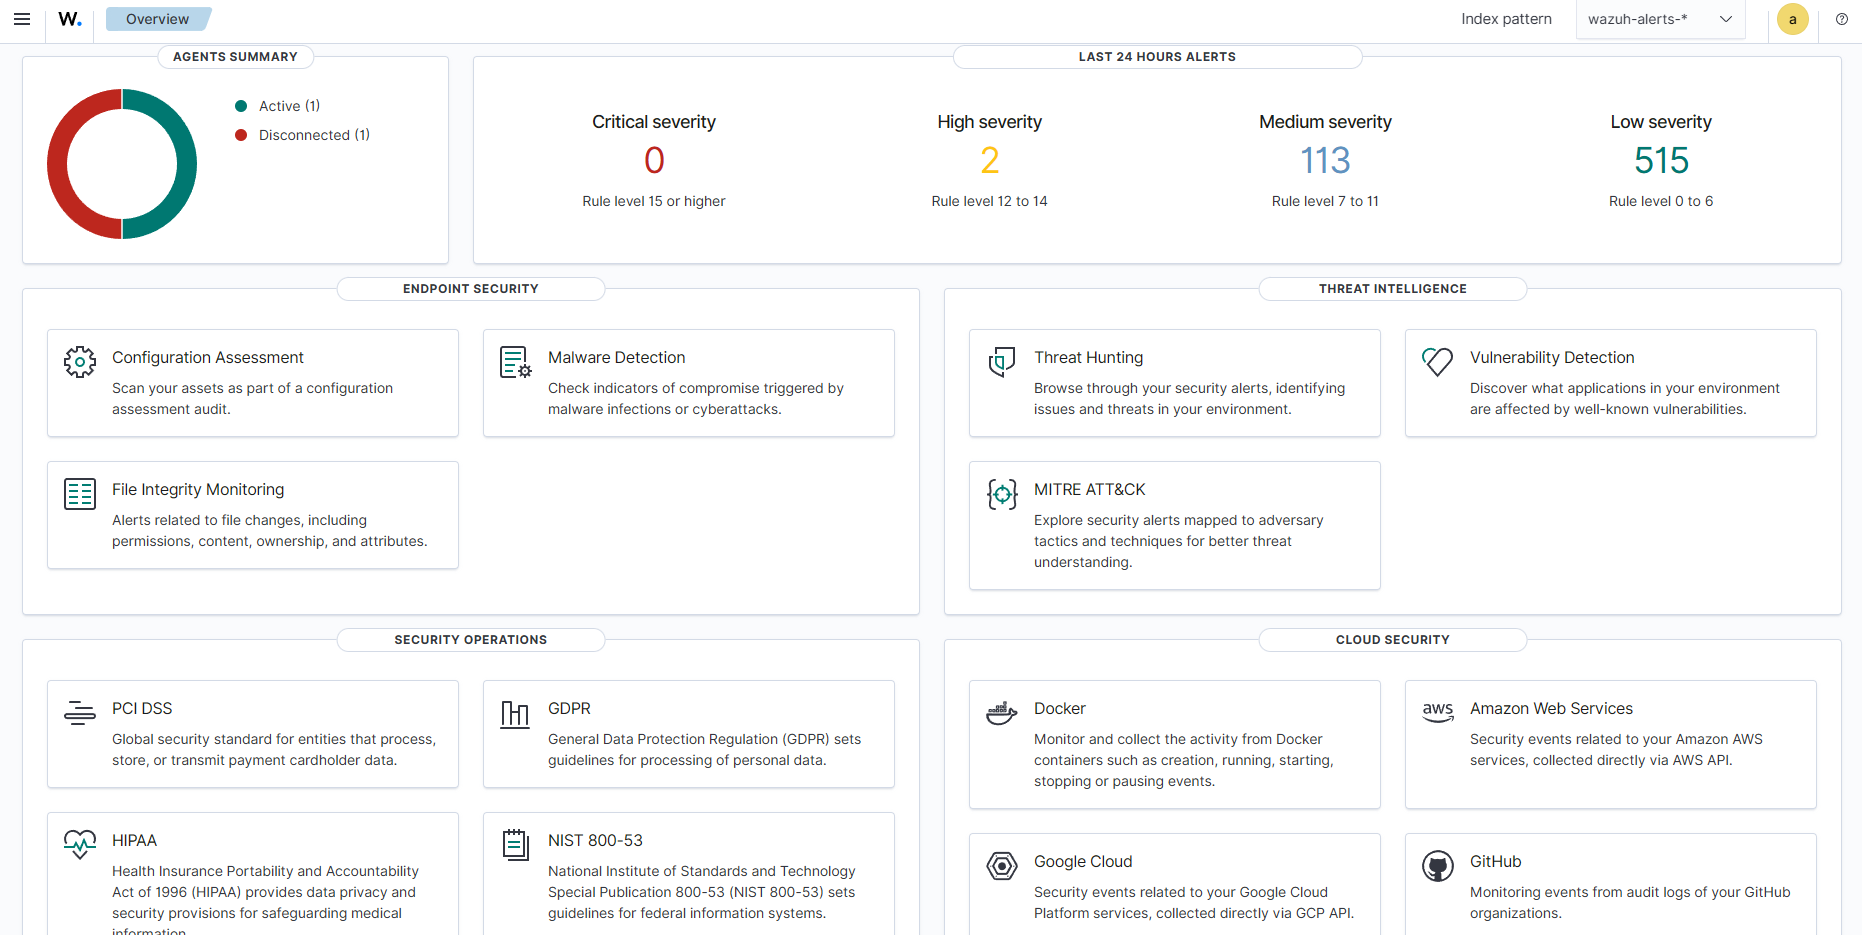 W.
Overview
Index pattern
wazuh-alerts-*
a
AGENTS SUMMARY
Active (1)
Disconnected (1)
LAST 24 HOURS ALERTS
Critical severity
0
Rule level 15 or higher
High severity
2
Rule level 12 to 14
Medium severity
113
Rule level 7 to 11
Low severity
515
Rule level 0 to 6
ENDPOINT SECURITY
Configuration Assessment
Scan your assets as part of a configuration
assessment audit.
Malware Detection
Check indicators of compromise triggered by
malware infections or cyberattacks.
File Integrity Monitoring
Alerts related to file changes, including
permissions, content, ownership, and attributes.
THREAT INTELLIGENCE
Threat Hunting
Browse through your security alerts, identifying
issues and threats in your environment.
Vulnerability Detection
Discover what applications in your environment
are affected by well-known vulnerabilities.
MITRE ATT&CK
Explore security alerts mapped to adversary
tactics and techniques for better threat
understanding.
SECURITY OPERATIONS
PCI DSS
Global security standard for entities that process,
store, or transmit payment cardholder data.
GDPR
General Data Protection Regulation (GDPR) sets
guidelines for processing of personal data.
HIPAA
Health Insurance Portability and Accountability
Act of 1996 (HIPAA) provides data privacy and
security provisions for safeguarding medical
information.
NIST 800-53
National Institute of Standards and Technology
Special Publication 800-53 (NIST 800-53) sets
guidelines for federal information systems.
CLOUD SECURITY
Docker
Monitor and collect the activity from Docker
containers such as creation, running, starting,
stopping or pausing events.
aws
Amazon Web Services
Security events related to your Amazon AWS
services, collected directly via AWS API.
Google Cloud
Security events related to your Google Cloud
Platform services, collected directly via GCP API.
GitHub
Monitoring events from audit logs of your GitHub
organizations.